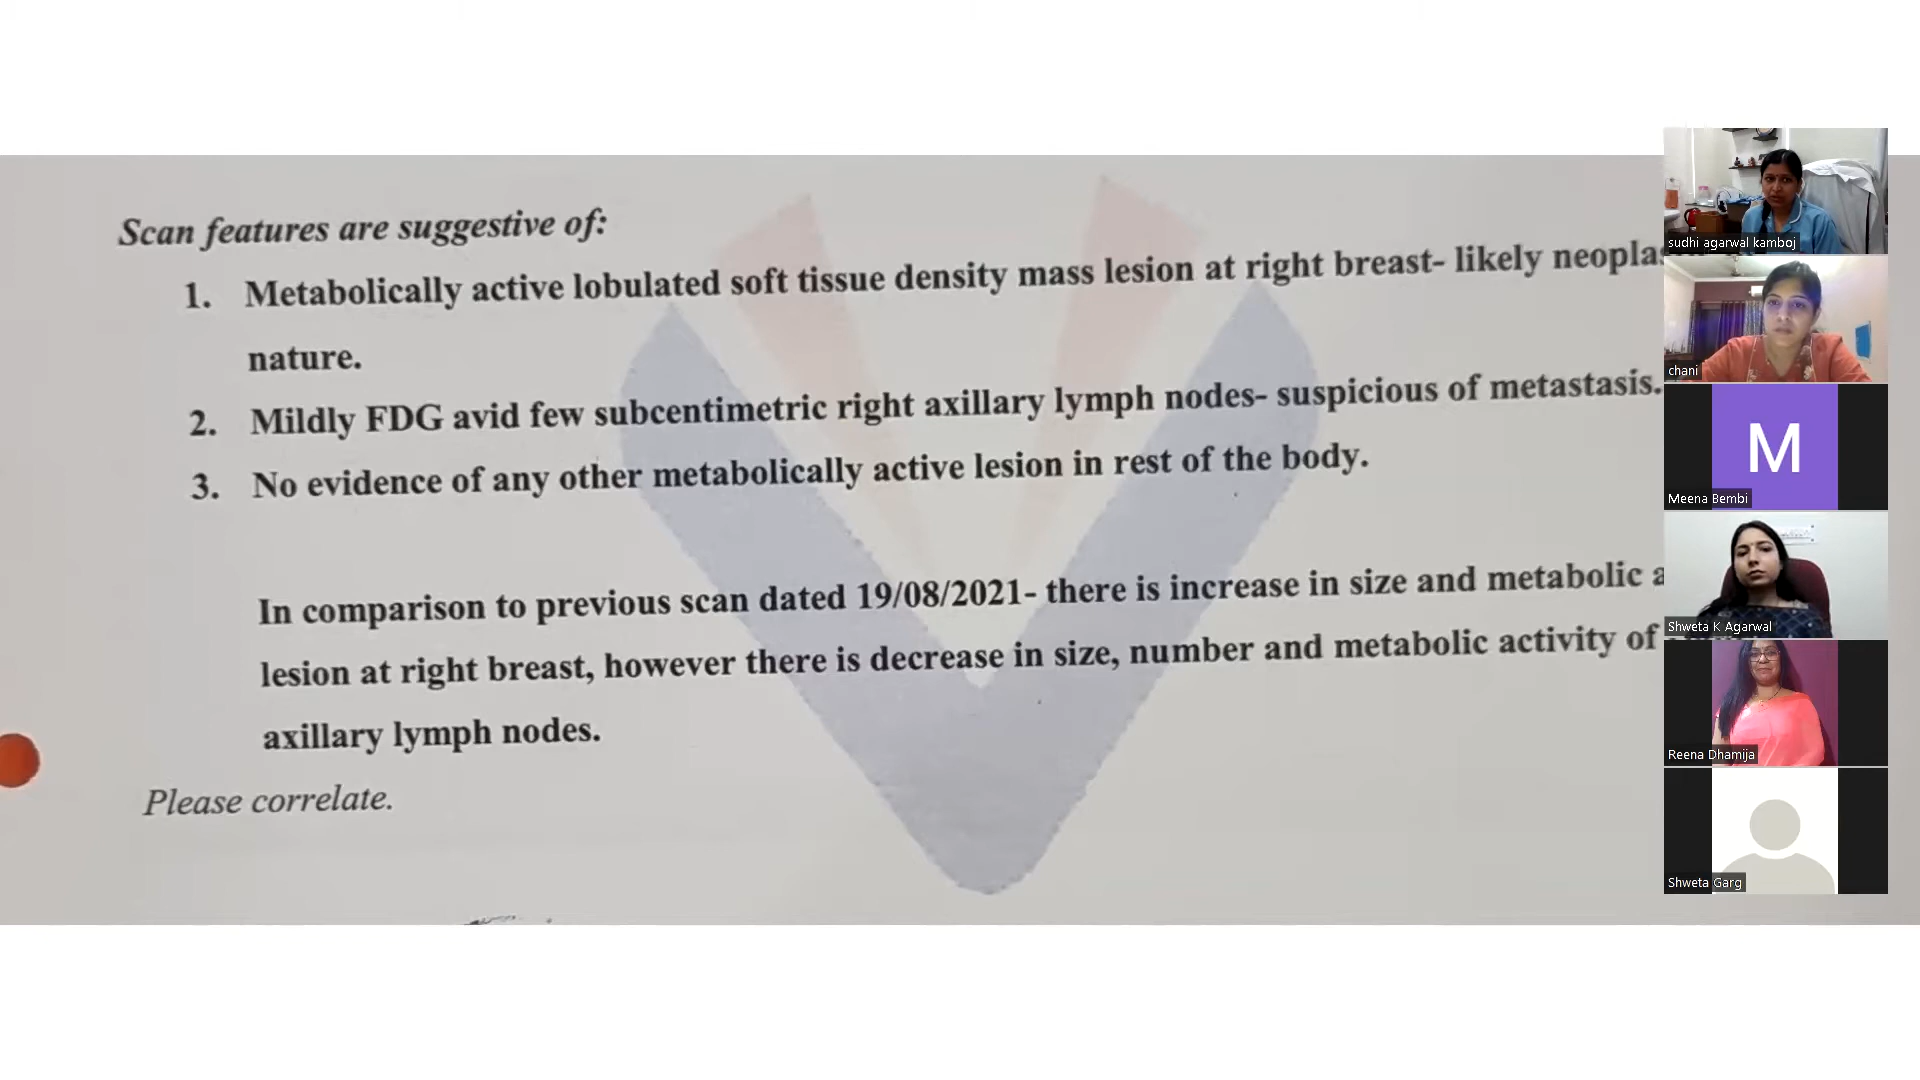 Scan features are suggestive of:
1. Metabolically active lobulated soft tissue density mass lesion at right breast- likely
nature.
2. Mildly FDG avid few subcentimetric right axillary lymph nodes- suspicious of metastasis.
3. No evidence of any other metabolically active lesion in rest of the body.
In comparison to previous scan dated 19/08/2021- there is increase in size and metabolic
lesion at right breast, however there is decrease in size, number and metabolic activity of
axillary lymph nodes.
Please correlate.
sudhi agarwal kamboj
chani
M
Meena Bembi
Shweta K Agarwal
Reena Dhamija
Shweta Garg